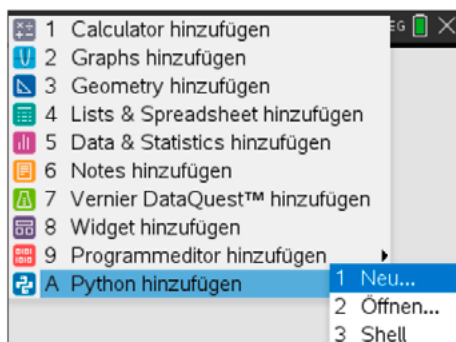 EG
1 Calculator hinzufügen
2 Graphs hinzufügen
3 Geometry hinzufügen
4 Lists & Spreadsheet hinzufügen
5 Data & Statistics hinzufügen
6 Notes hinzufügen
7 Vernier DataQuest™ hinzufügen
8 Widget hinzufügen
9 Programmeditor hinzufügen
A Python hinzufügen
1 Neu...
2 Öffnen...
3 Shell